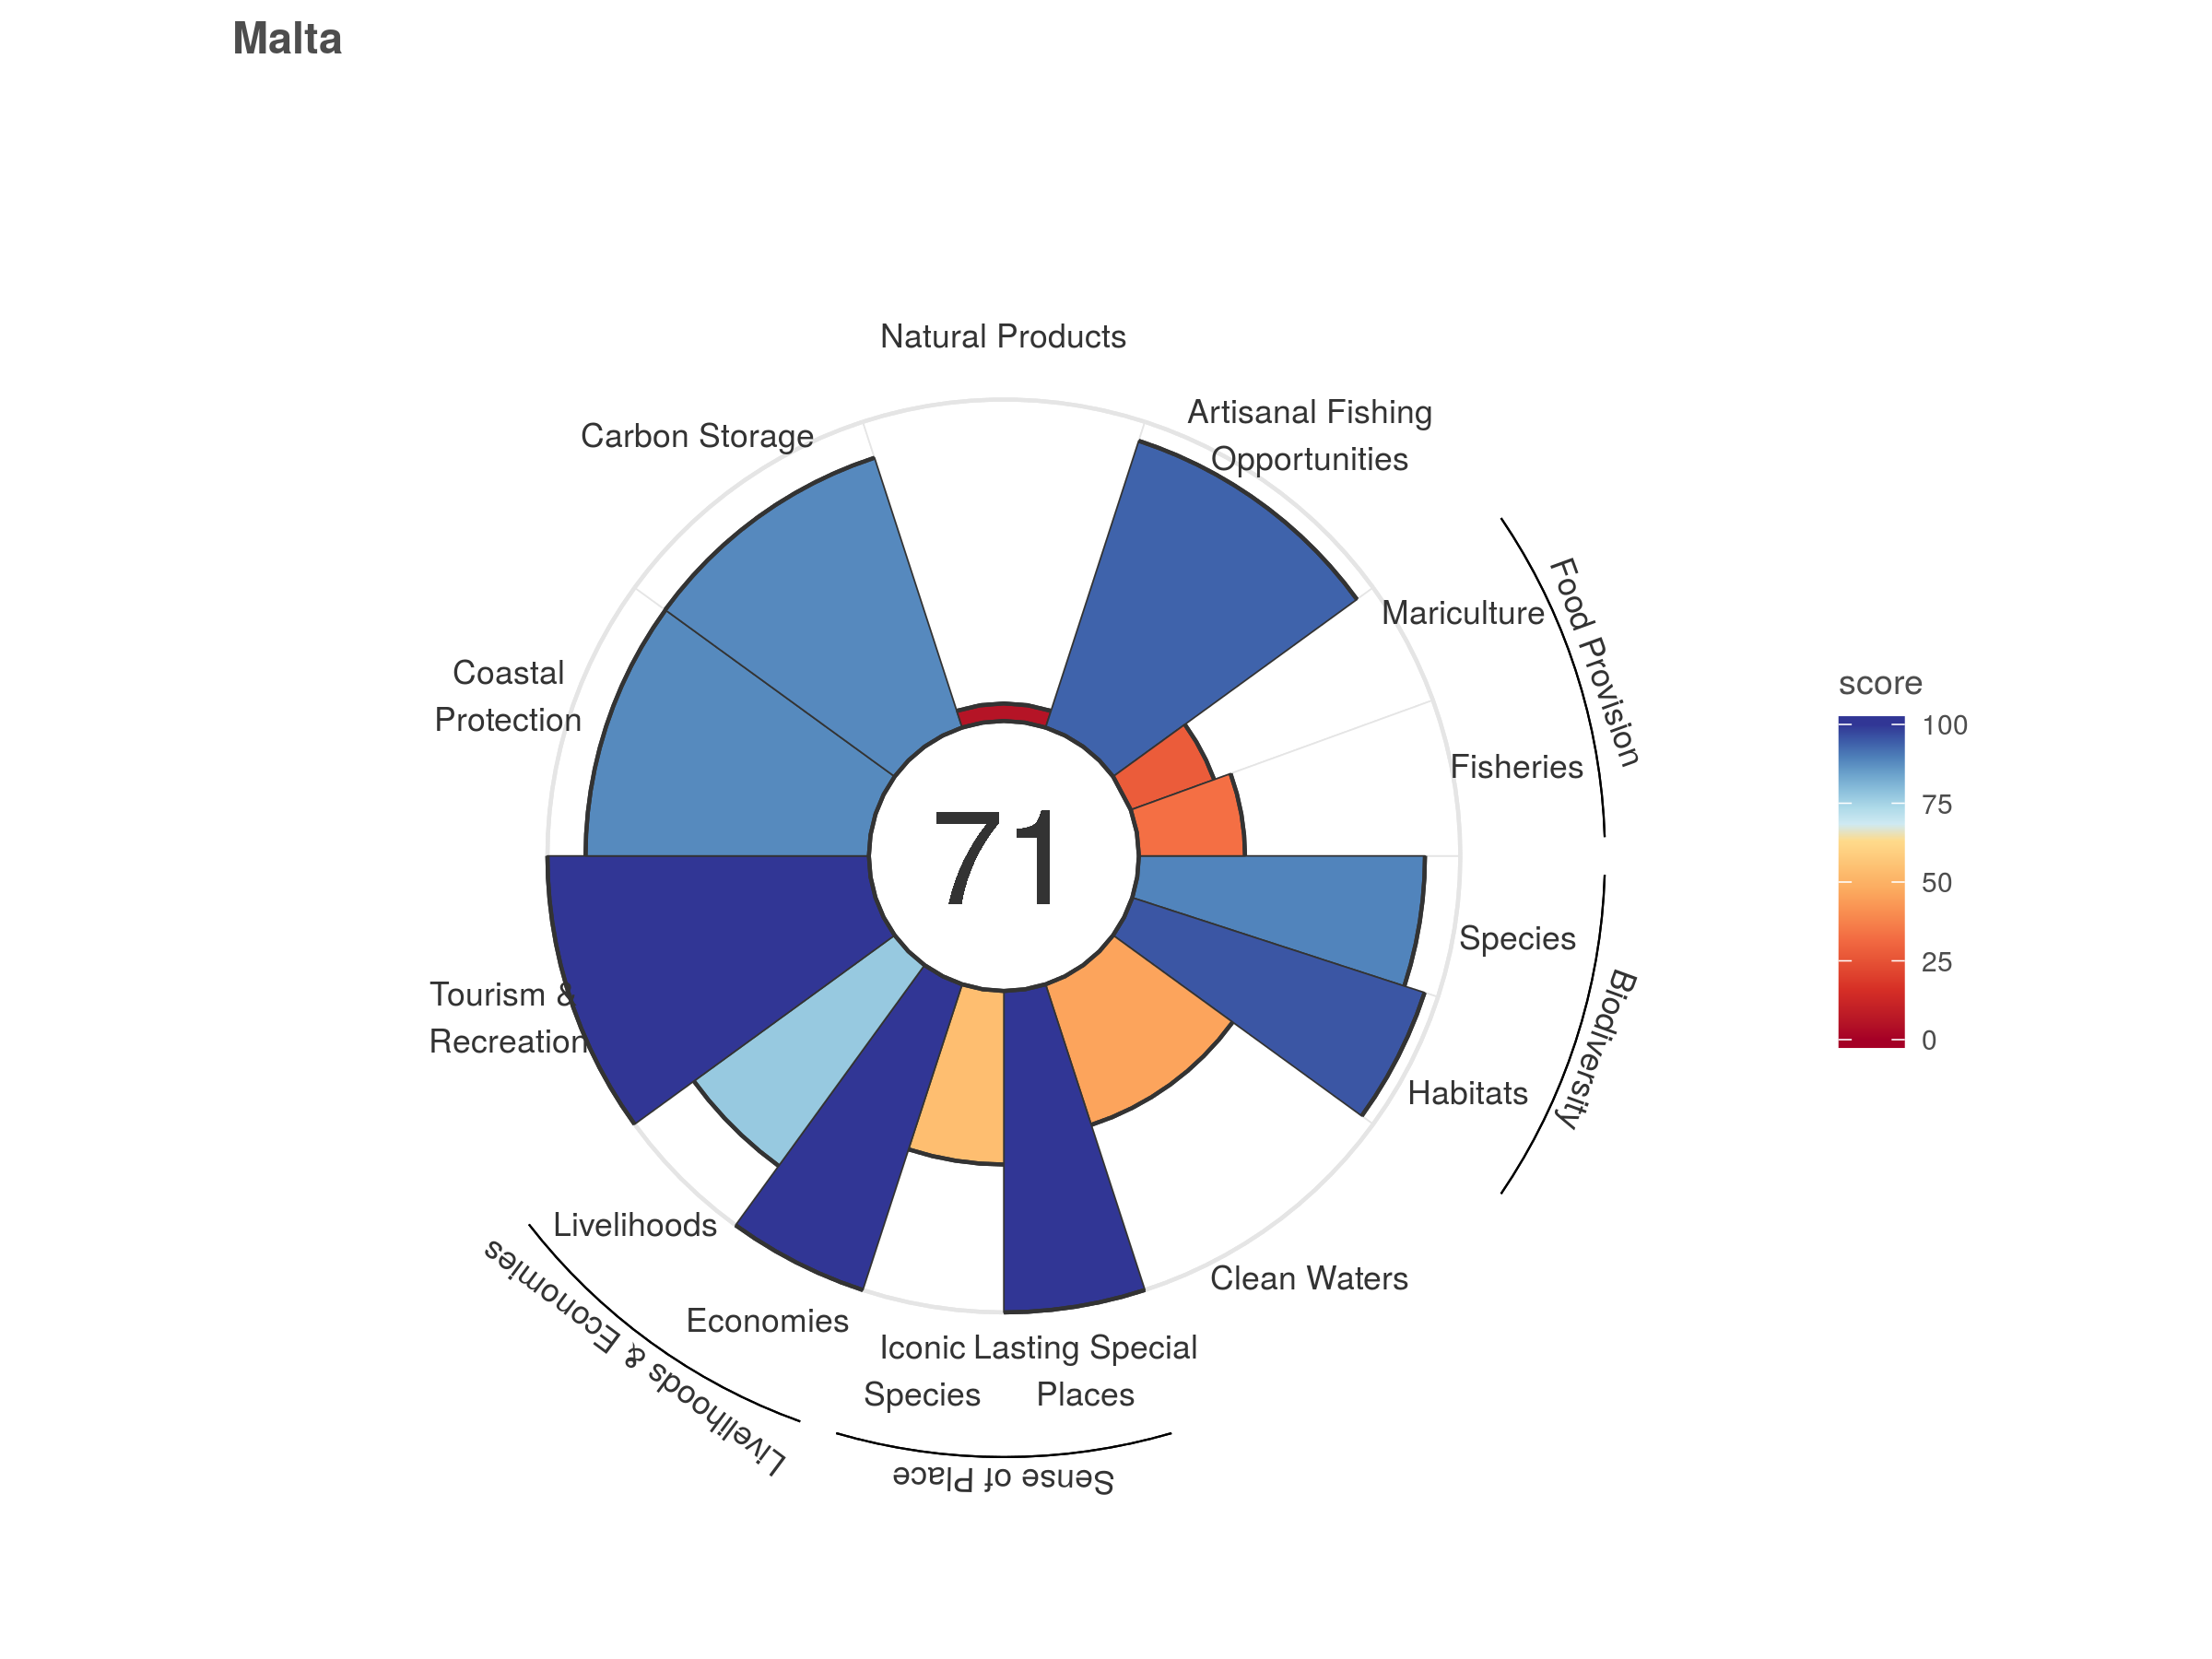 Malta
Natural Products
Artisanal Fishing
Opportunities
Carbon Storage
Mariculture
Food Provision
Fisheries
Coastal
Protection
71
Species
Biodiversity
Habitats
Tourism &
Recreation
Livelihoods
Economies
Livelihoods & Economies
Clean Waters
Iconic
Species
Lasting Special
Places
Sense of Place
score
100
75
50
25
0